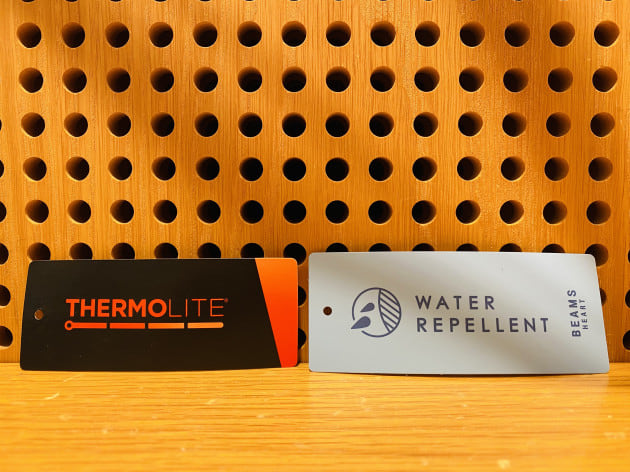 THERMOLITE®
WATER
REPELLENT
BEAMS
HEART